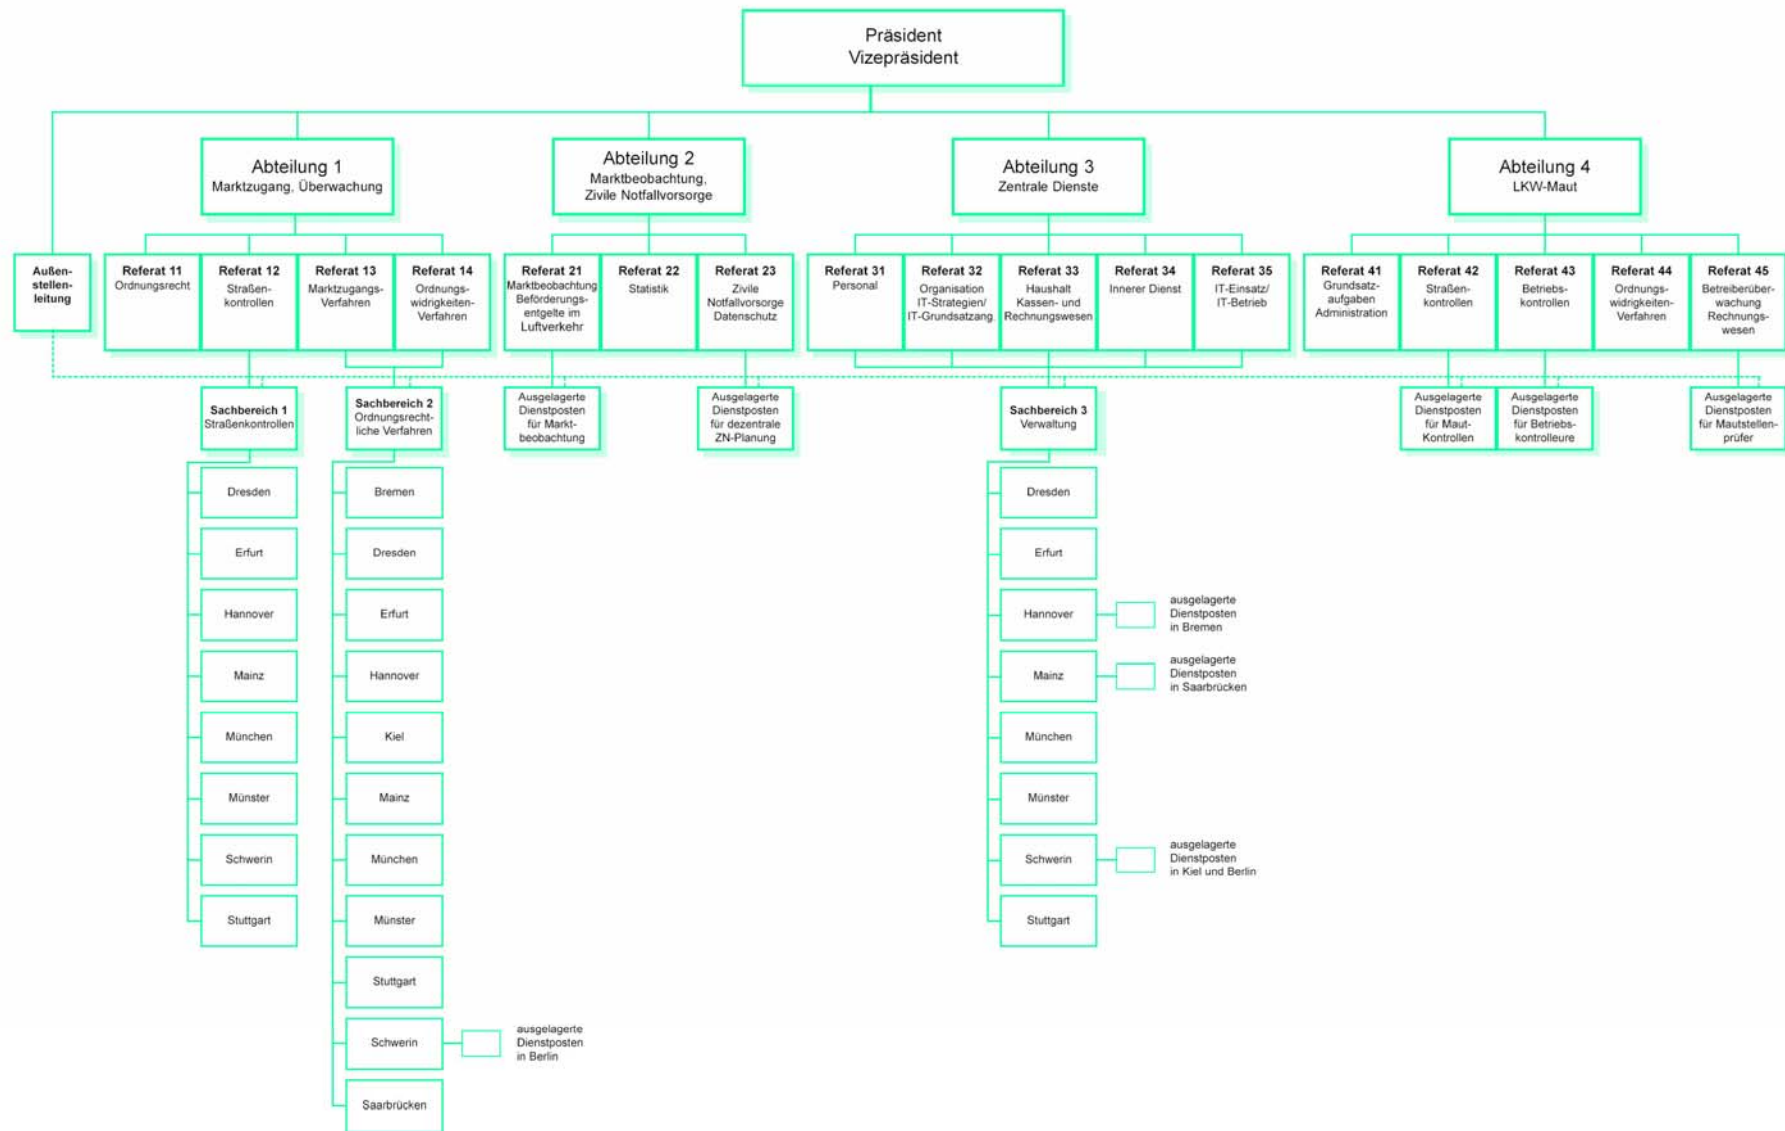 Präsident
Vizepräsident
Abteilung 1
Marktzugang, Überwachung
Abteilung 2
Marktbeobachtung,
Zivile Notfallvorsorge
Abteilung 3
Zentrale Dienste
Abteilung 4
LKW-Maut
Außen-
stellen-
leitung
Referat 11
Ordnungsrecht
Referat 12
Straßen-
kontrollen
Referat 13
Marktzugangs-
Verfahren
Referat 14
Ordnungs-
widrigkeiten-
Verfahren
Referat 21
Marktbeobachtung
Beförderungs-
entgelte im
Luftverkehr
Referat 22
Statistik
Referat 23
Zivile
Notfallvorsorge
Datenschutz
Referat 31
Personal
Referat 32
Organisation
IT-Strategien/
IT-Grundsatzang.
Referat 33
Haushalt
Kassen- und
Rechnungswesen
Referat 34
Innerer Dienst
Referat 35
IT-Einsatz/
IT-Betrieb
Referat 41
Grundsatz-
aufgaben
Administration
Referat 42
Straßen-
kontrollen
Referat 43
Betriebs-
kontrollen
Referat 44
Ordnungs-
widrigkeiten-
Verfahren
Referat 45
Betreiberüber-
wachung
Rechnungs-
wesen
Sachbereich 1
Straßenkontrollen
Sachbereich 2
Ordnungsrecht-
liche Verfahren
Ausgelagerte
Dienstposten
für Markt-
beobachtung
Ausgelagerte
Dienstposten
für dezentrale
ZN-Planung
Sachbereich 3
Verwaltung
Ausgelagerte
Dienstposten
für Maut-
Kontrollen
Ausgelagerte
Dienstposten
für Betriebs-
kontrolleure
Ausgelagerte
Dienstposten
für Mautstellen-
prüfer
Dresden
Erfurt
Hannover
Mainz
München
Münster
Schwerin
Stuttgart
Bremen
Dresden
Erfurt
Hannover
Kiel
Mainz
München
Münster
Stuttgart
Schwerin
ausgelagerte
Dienstposten
in Berlin
Saarbrücken
Dresden
Erfurt
Hannover
ausgelagerte
Dienstposten
in Bremen
Mainz
ausgelagerte
Dienstposten
in Saarbrücken
München
Münster
Schwerin
ausgelagerte
Dienstposten
in Kiel und Berlin
Stuttgart